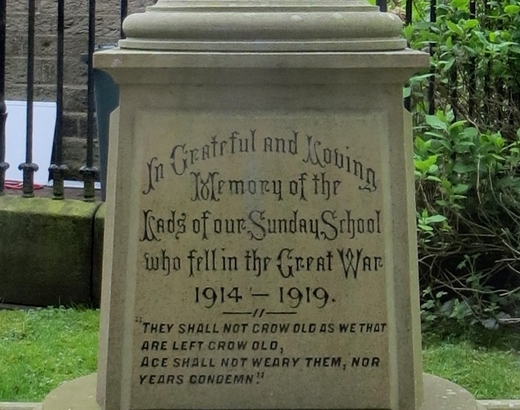 In Grateful and Loving
Memory of the
Lads of our Sunday School
who fell in the Great War
1914 – 1919.
"THEY SHALL NOT GROW OLD AS WE THAT
ARE LEFT GROW OLD,
AGE SHALL NOT WEARY THEM, NOR
YEARS CONDEMN."